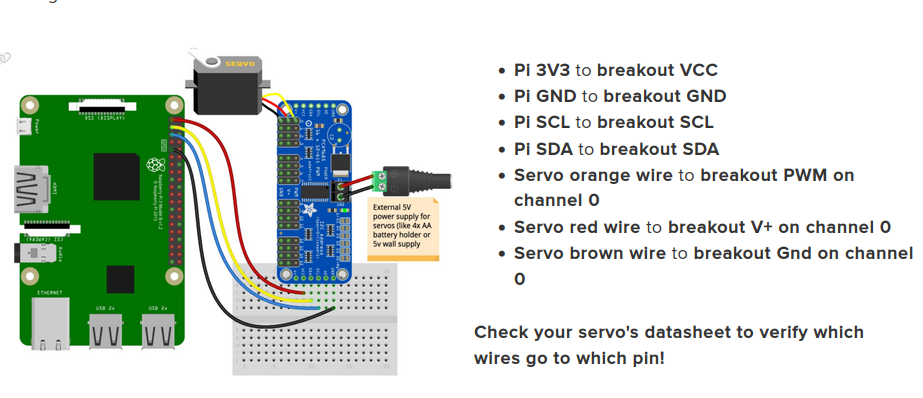 SERVO
DSI (DISPLAY)
Power
HDMI
CSI (CAMERA)
Audio
ETHERNET
USB 2x
USB 2x
External 5V
power supply for
servos (like 4x AA
battery holder or
5v wall supply
Pi 3V3 to breakout VCC
Pi GND to breakout GND
Pi SCL to breakout SCL
Pi SDA to breakout SDA
Servo orange wire to breakout PWM on
channel 0
Servo red wire to breakout V+ on channel 0
Servo brown wire to breakout Gnd on channel
0
Check your servo's datasheet to verify which
wires go to which pin!